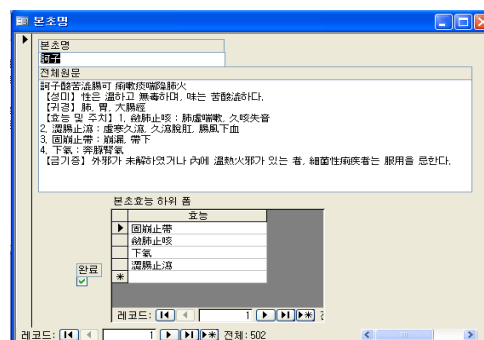 본초명
본초명
訶子
전체원문
訶子酸苦澁腸可 痢嗽痰喘降肺火
【성미】性은 溫하고 無毒하며, 味는 苦酸澁하다.
【귀경】肺, 胃, 大腸經
【효능 및 주치】1, 斂肺止咳 : 肺虛喘嗽, 久咳失音
2, 澀腸止瀉 : 虛寒久瀉, 久瀉脫肛, 腸風下血
3, 固崩止帶 : 崩漏, 帶下
4, 下氣 : 奔豚腎氣
【금기증】外邪가 未解하였거나 內에 溫熱火邪가 있는 者, 細菌性痢疾者는 服用을 忌한다.
본초효능 하위 폼
효능
固崩止帶
斂肺止咳
下氣
澀腸止瀉
완료
레코드: 1
레코드: 1 전체: 502